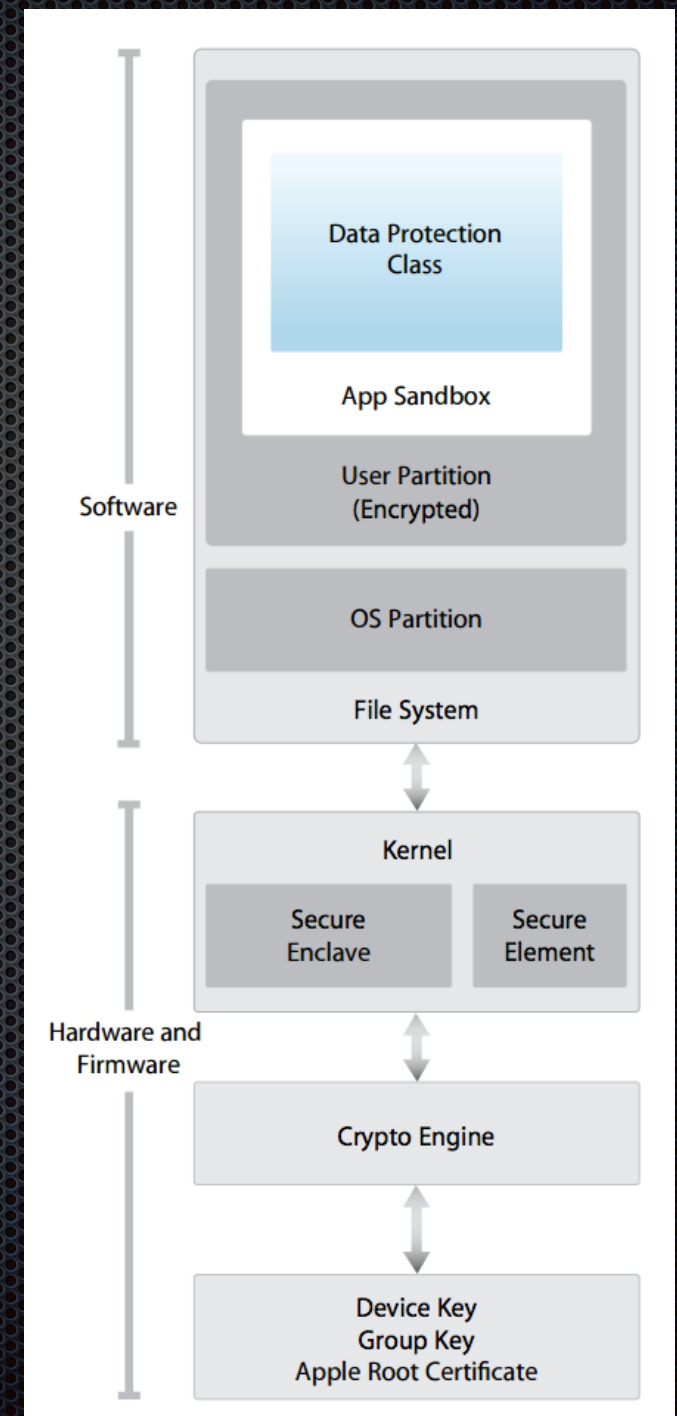 Data Protection
Class
App Sandbox
User Partition
(Encrypted)
Software
OS Partition
File System
Kernel
Secure
Enclave
Secure
Element
Hardware and
Firmware
Crypto Engine
Device Key
Group Key
Apple Root Certificate